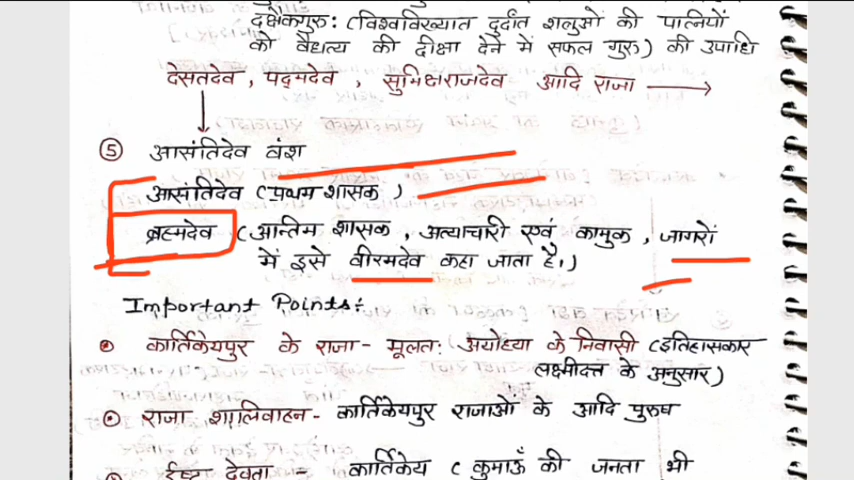 दक्षेकगुरु: (विश्वविख्यात दुर्दांत शत्रुओं की पत्नियों
को वैधव्य की दीक्षा देने में सफल गुरु) की उपाधि
देसतदेव, पद्मदेव, सुभिक्षराजदेव आदि राजा →
⑤ आसंतिदेव वंश
आसंतिदेव (प्रथम शासक)
ब्रह्मदेव (अन्तिम शासक, अत्याचारी एवं कामुक, जागरों
में इसे वीरमदेव कहा जाता है।)
Important Points:
कार्तिकेयपुर के राजा - मूलत: अयोध्या के निवासी (इतिहासकार
लक्ष्मीदत्त के अनुसार)
राजा शालिवाहन - कार्तिकेयपुर राजाओं के आदि पुरुष
ईष्ट देवता - कार्तिकेय (कुमाऊँ की जनता भी